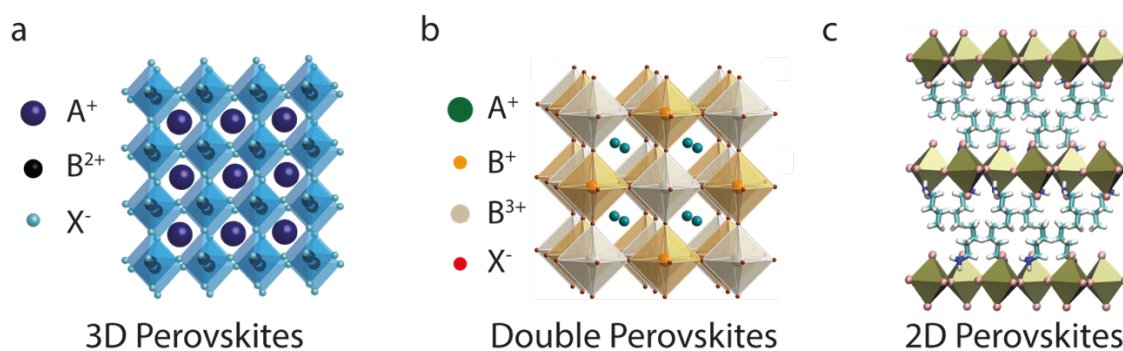 a
A⁺
B²⁺
X⁻
3D Perovskites
b
A⁺
B⁺
B³⁺
X⁻
Double Perovskites
c
2D Perovskites